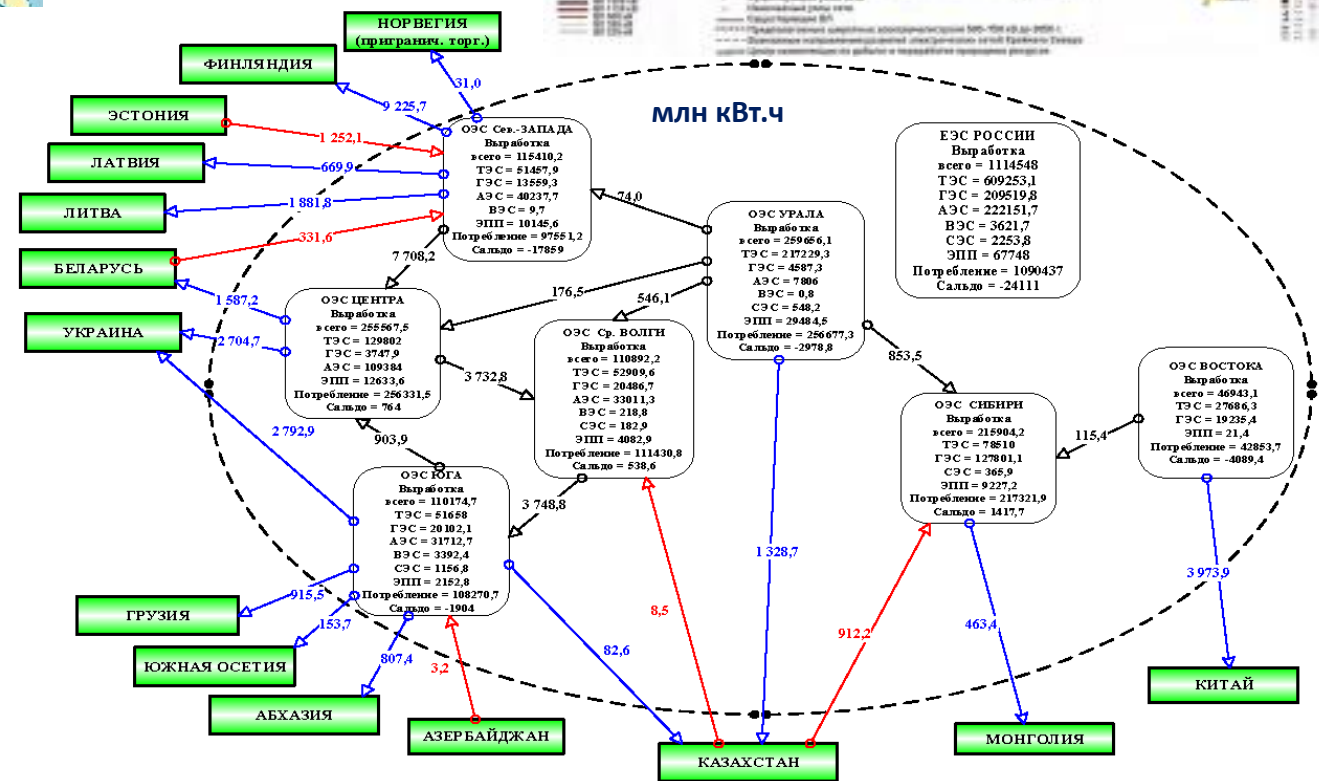 НОРВЕГИЯ
(пригранич. торг.)
ФИНЛЯНДИЯ
ЭСТОНИЯ
ЛАТВИЯ
ЛИТВА
БЕЛАРУСЬ
УКРАИНА
ГРУЗИЯ
ЮЖНАЯ ОСЕТИЯ
АБХАЗИЯ
АЗЕРБАЙДЖАН
КАЗАХСТАН
МОНГОЛИЯ
КИТАЙ
млн кВт.ч
31,0
9 225,7
1 252,1
669,9
1 881,8
331,6
1 587,2
2 704,7
2 792,9
915,5
153,7
807,4
3,2
82,6
8,5
1 328,7
912,2
463,4
3 973,9
74,0
7 708,2
176,5
546,1
853,5
3 732,8
903,9
3 748,8
115,4
ОЭС Сев.-ЗАПАДА
Выработка
всего = 115410,2
ТЭС = 51457,9
ГЭС = 13559,3
АЭС = 40237,7
ВЭС = 9,7
ЭПП = 10145,6
Потребление = 97551,2
Сальдо = -17859
ЕЭС РОССИИ
Выработка
всего = 1114548
ТЭС = 609253,1
ГЭС = 209519,8
АЭС = 222151,7
ВЭС = 3621,7
СЭС = 2253,8
ЭПП = 67748
Потребление = 1090437
Сальдо = -24111
ОЭС УРАЛА
Выработка
всего = 259656,1
ТЭС = 217229,3
ГЭС = 4587,3
АЭС = 7806
ВЭС = 0,8
СЭС = 548,2
ЭПП = 29484,5
Потребление = 256677,3
Сальдо = -2978,8
ОЭС ЦЕНТРА
Выработка
всего = 255567,5
ТЭС = 129802
ГЭС = 3747,9
АЭС = 109384
ЭПП = 12633,6
Потребление = 256331,5
Сальдо = 764
ОЭС Ср. ВОЛГИ
Выработка
всего = 110892,2
ТЭС = 52909,6
ГЭС = 20486,7
АЭС = 33011,3
ВЭС = 218,8
СЭС = 182,9
ЭПП = 4082,9
Потребление = 111430,8
Сальдо = 538,6
ОЭС ВОСТОКА
Выработка
всего = 46943,1
ТЭС = 27686,3
ГЭС = 19235,4
ЭПП = 21,4
Потребление = 42853,7
Сальдо = -4089,4
ОЭС СИБИРИ
Выработка
всего = 215904,2
ТЭС = 78510
ГЭС = 127801,1
СЭС = 365,9
ЭПП = 9227,2
Потребление = 217321,9
Сальдо = 1417,7
ОЭС ЮГА
Выработка
всего = 110174,7
ТЭС = 51658
ГЭС = 20102,1
АЭС = 31712,7
ВЭС = 3392,4
СЭС = 1156,8
ЭПП = 2152,8
Потребление = 108270,7
Сальдо = -1904